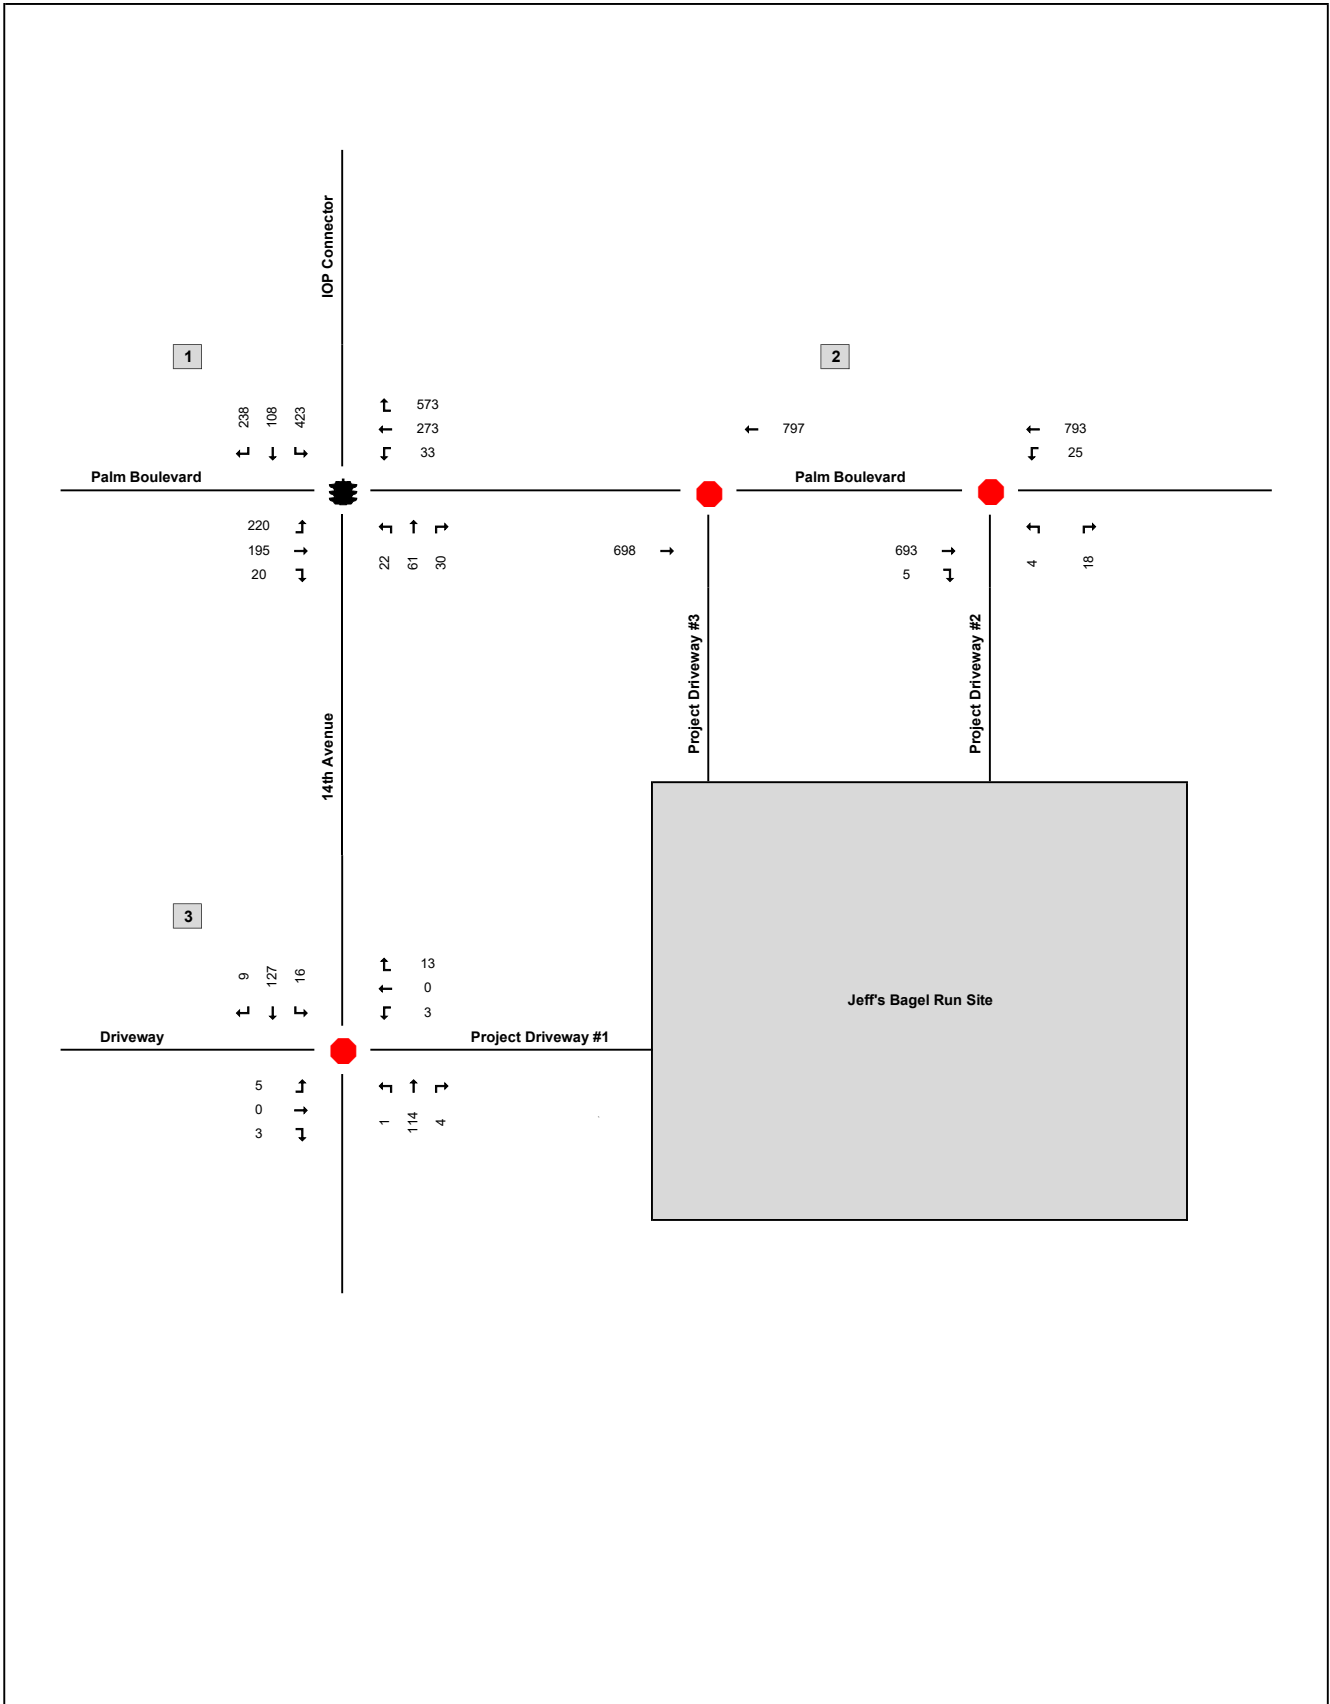 IOP Connector
1
2
238 108 423
573
273
33
797
793
25
Palm Boulevard
Palm Boulevard
220
195
20
22 61 30
698
693
5
4 18
Project Driveway #3
Project Driveway #2
14th Avenue
3
9 127 16
13
0
3
Jeff's Bagel Run Site
Driveway
Project Driveway #1
5
0
3
1 114 4